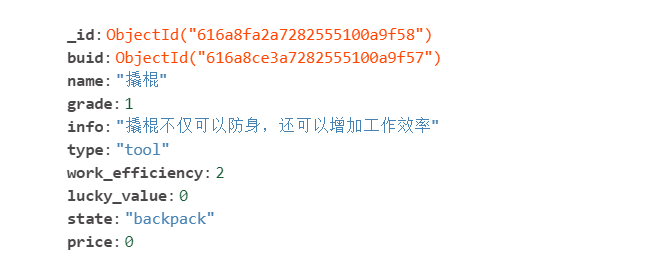 _id: ObjectId("616a8fa2a7282555100a9f58")
buid: ObjectId("616a8ce3a7282555100a9f57")
name: "撬棍"
grade: 1
info: "撬棍不仅可以防身，还可以增加工作效率"
type: "tool"
work_efficiency: 2
lucky_value: 0
state: "backpack"
price: 0